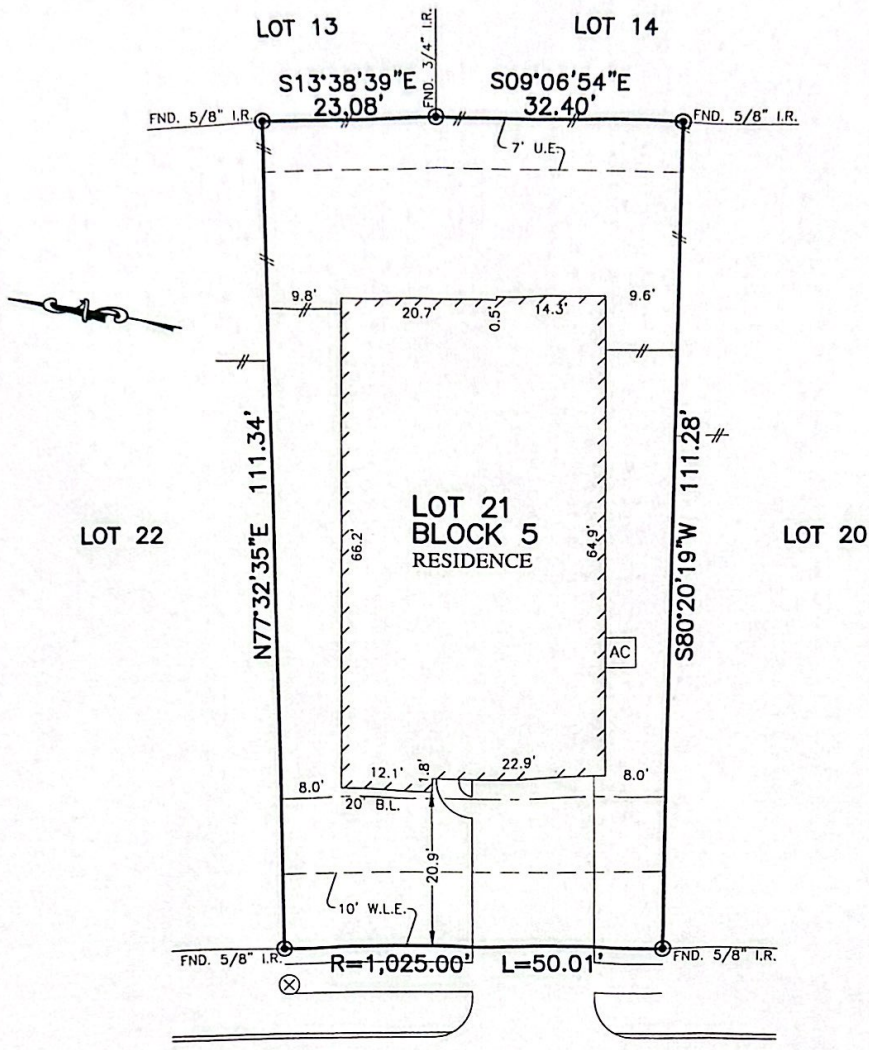 LOT 13
LOT 14
FND. 3/4" I.R.
S13°38'39"E
23.08'
S09°06'54"E
32.40'
FND. 5/8" I.R.
FND. 5/8" I.R.
7' U.E.
9.8'
20.7'
0.5'
14.3'
9.6'
N77°32'35"E 111.34'
S80°20'19"W 111.28'
LOT 22
66.2'
LOT 21
BLOCK 5
RESIDENCE
64.9'
LOT 20
AC
12.1'
1.8'
22.9'
8.0'
8.0'
20' B.L.
20.9'
10' W.L.E.
FND. 5/8" I.R.
R=1,025.00'
L=50.01'
FND. 5/8" I.R.